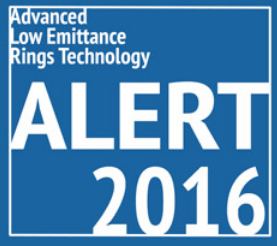 Advanced
Low Emittance
Rings Technology
ALERT
2016